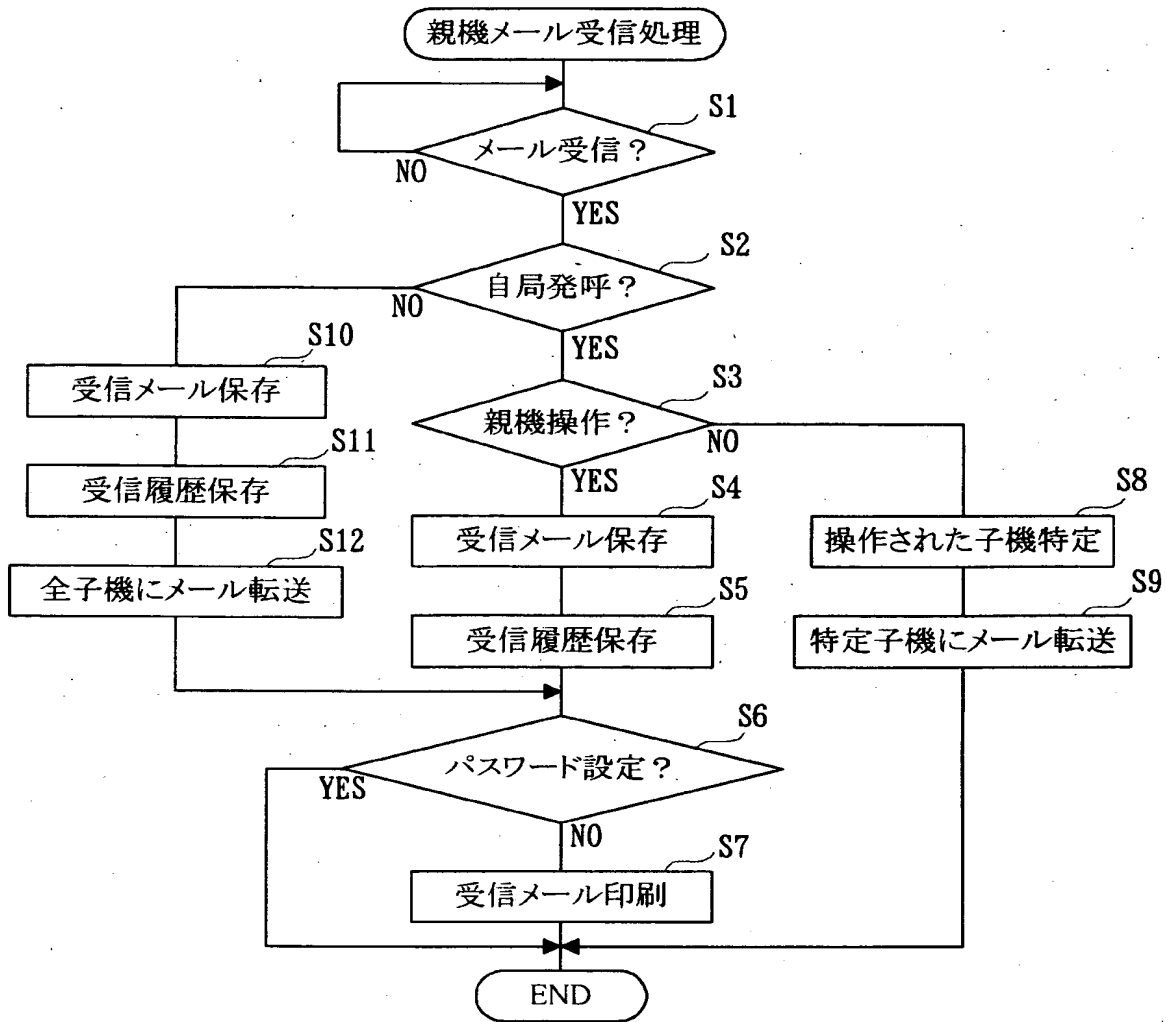 親機メール受信処理
S1
メール受信？
NO
YES
S2
自局発呼？
NO
YES
S10
受信メール保存
S3
親機操作？
NO
YES
S11
受信履歴保存
S4
受信メール保存
S8
操作された子機特定
S12
全子機にメール転送
S5
受信履歴保存
S9
特定子機にメール転送
S6
パスワード設定？
YES
NO
S7
受信メール印刷
END